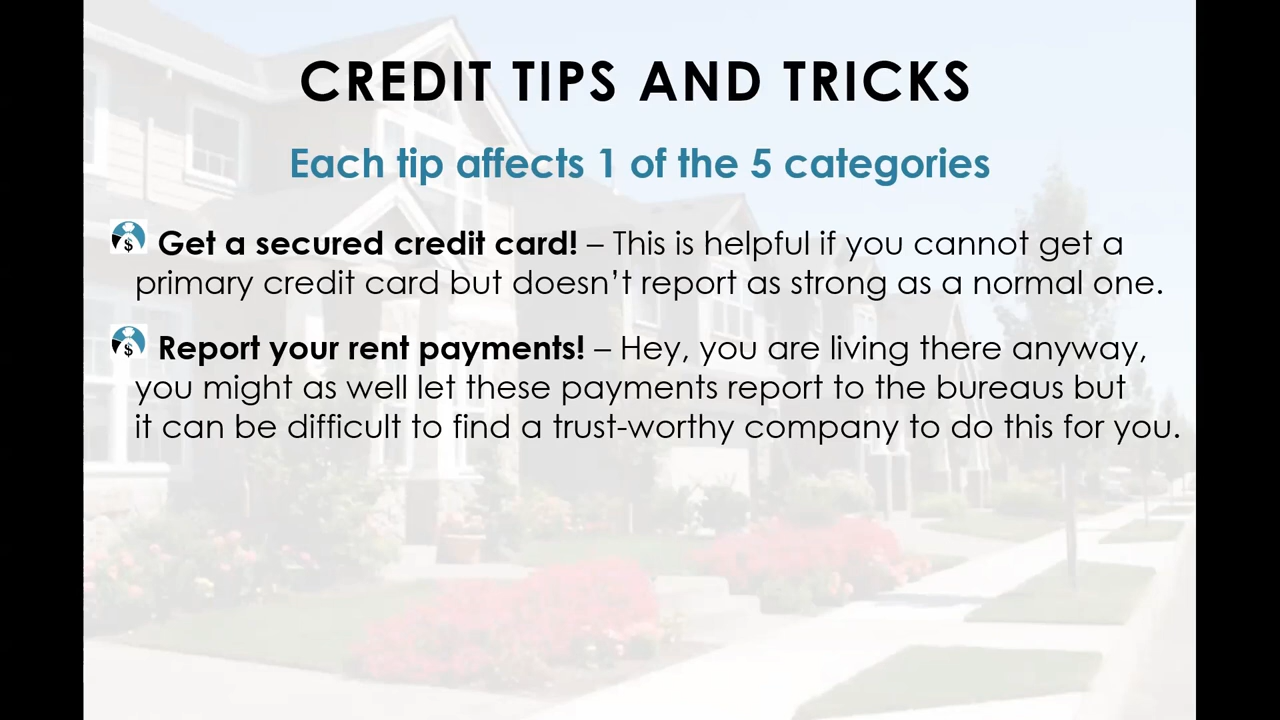 CREDIT TIPS AND TRICKS
Each tip affects 1 of the 5 categories
$ Get a secured credit card! – This is helpful if you cannot get a
primary credit card but doesn’t report as strong as a normal one.
$ Report your rent payments! – Hey, you are living there anyway,
you might as well let these payments report to the bureaus but
it can be difficult to find a trust-worthy company to do this for you.